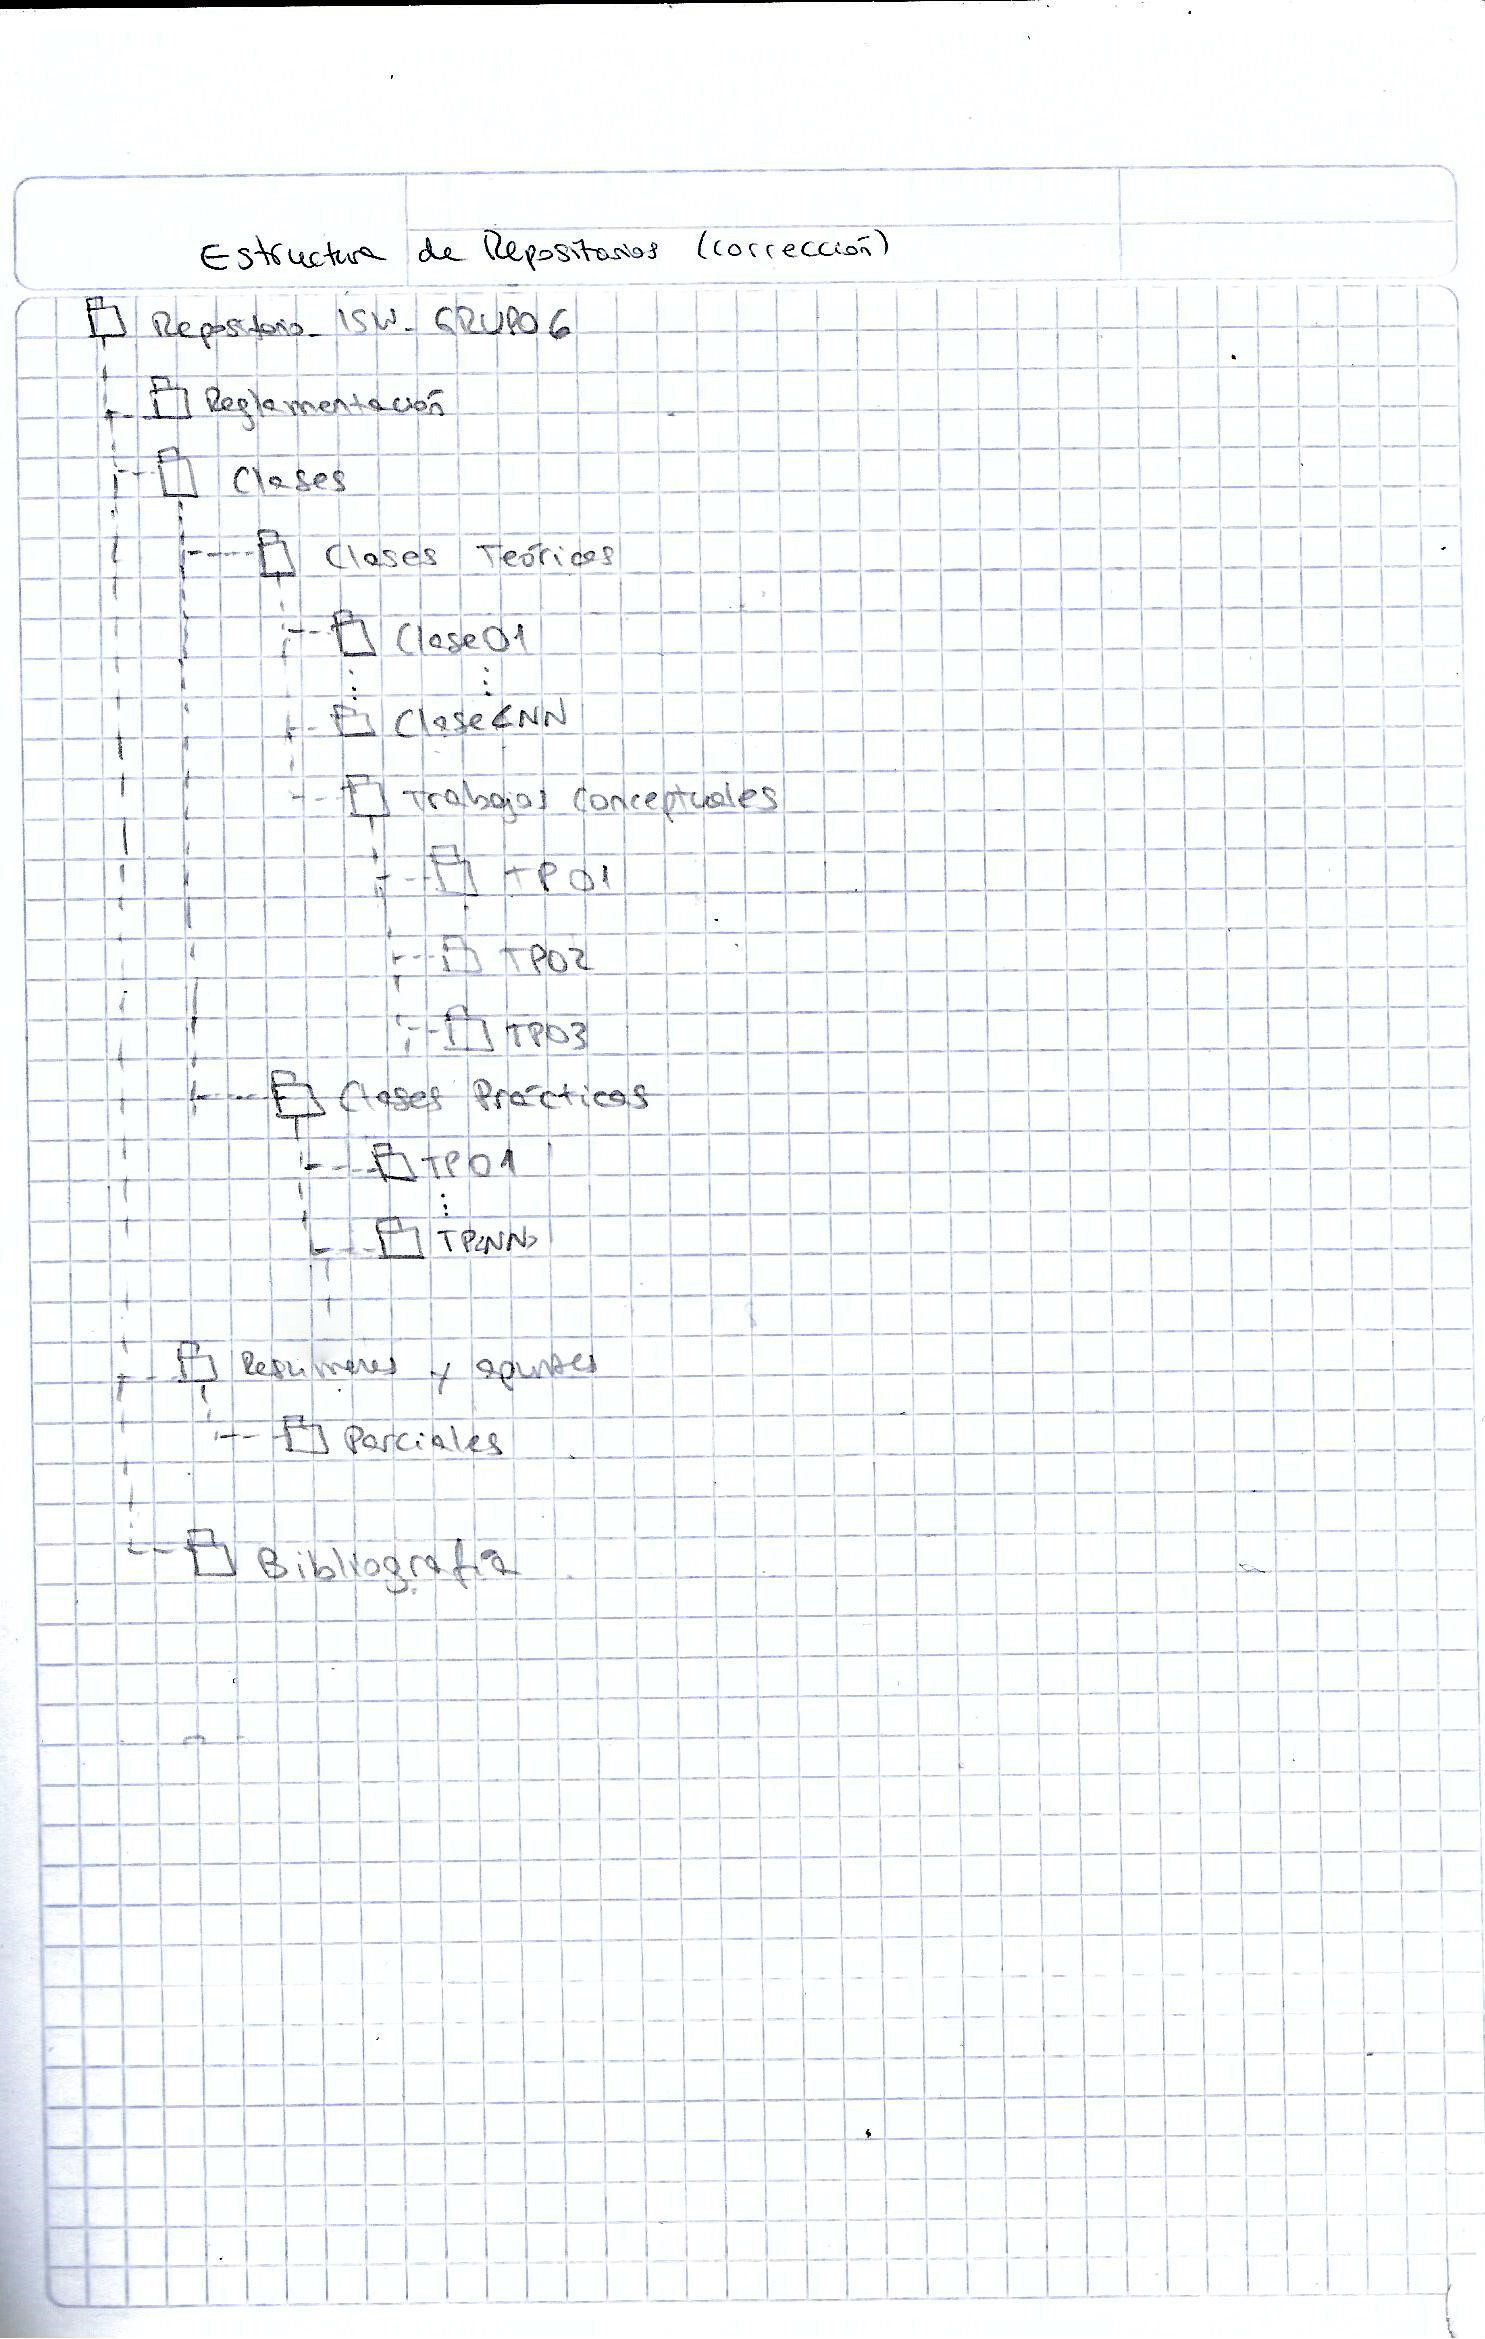 Estructura de Repositorios (corrección)
Repositorio_ISW_GRUPO6
Reglamentación
Clases
Clases Teóricas
Clase01
⋮ ⋮
Clase<NN
Trabajos Conceptuales
TP01
TP02
TP03
Clases Prácticas
TP01
⋮
TP<NN>
Resumenes y apuntes
Parciales
Bibliografía